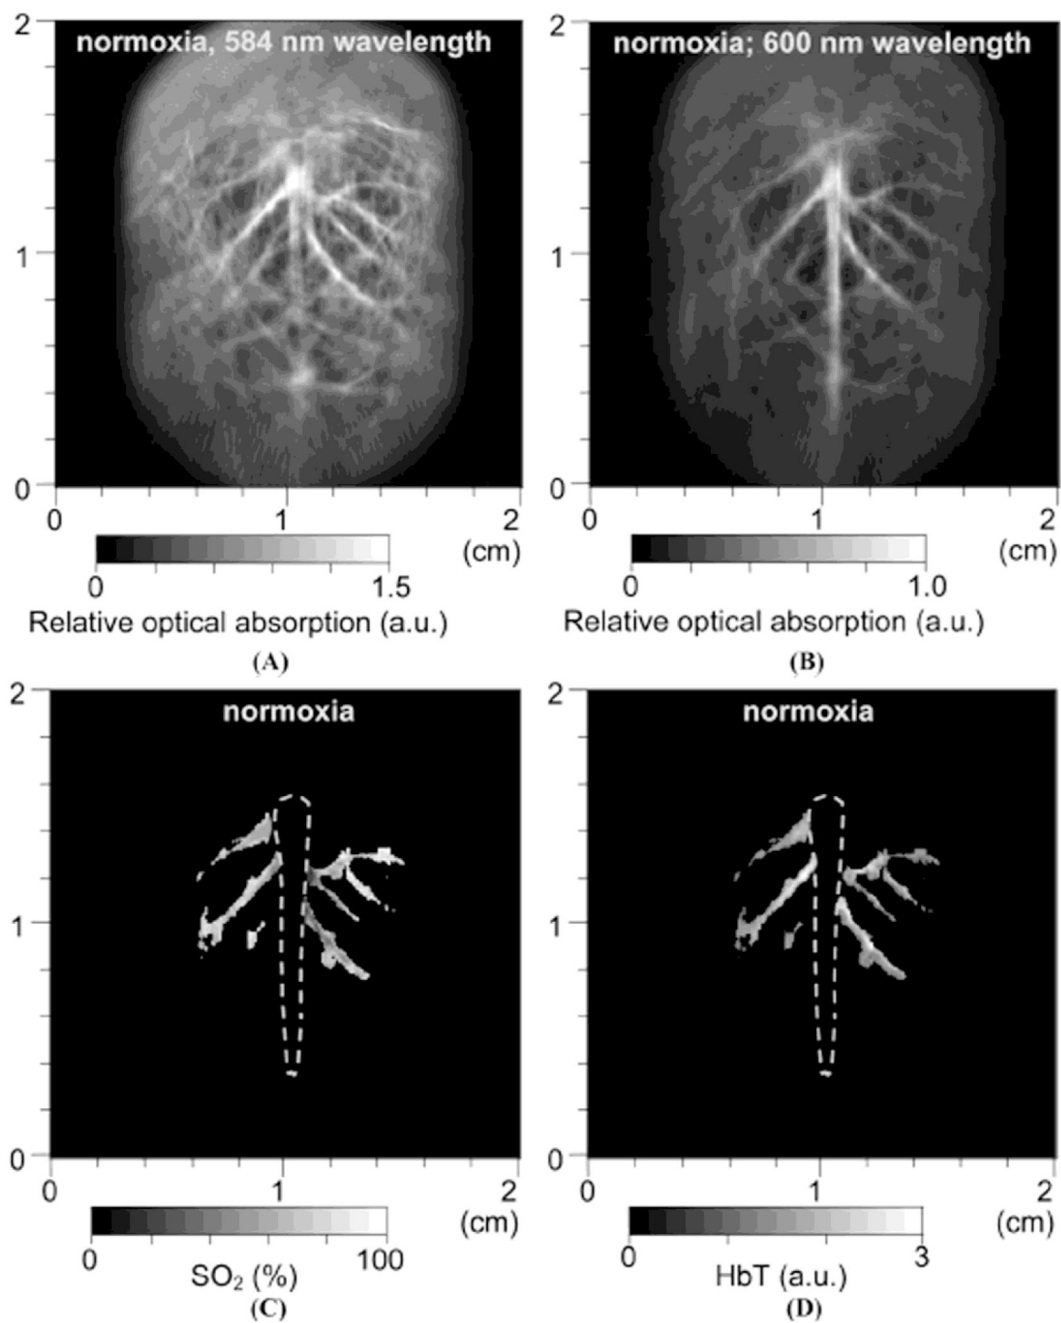 normoxia, 584 nm wavelength
2
1
0
0 1 2
(cm)
0 1.5
Relative optical absorption (a.u.)
(A)
normoxia; 600 nm wavelength
2
1
0
0 1 2
(cm)
0 1.0
Relative optical absorption (a.u.)
(B)
normoxia
2
1
0
0 1 2
(cm)
0 100
SO₂ (%)
(C)
normoxia
2
1
0
0 1 2
(cm)
0 3
HbT (a.u.)
(D)